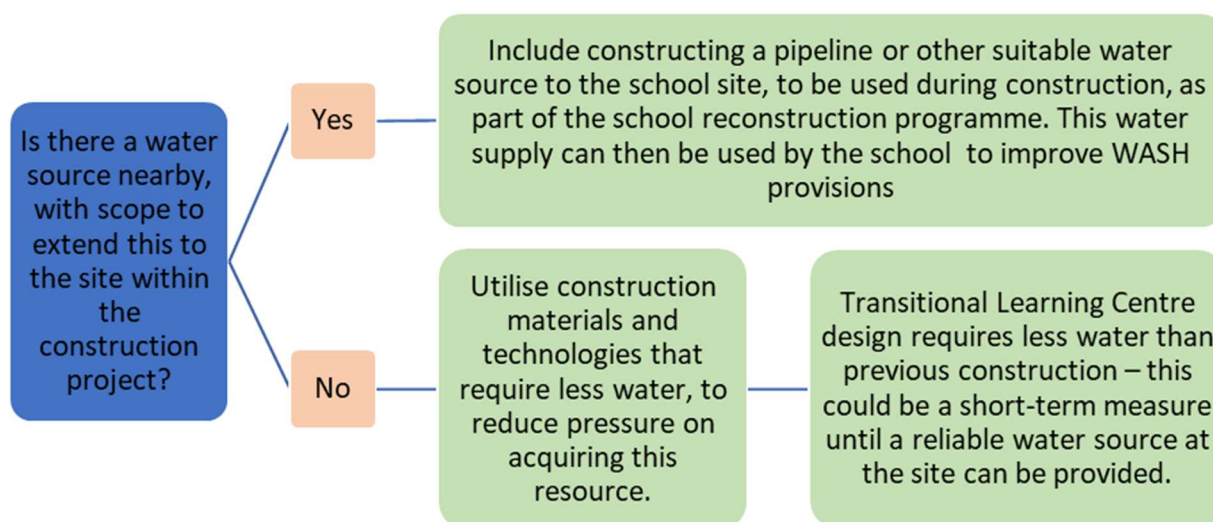 Is there a water
source nearby,
with scope to
extend this to
the site within
the
construction
project?
Yes
Include constructing a pipeline or other suitable water
source to the school site, to be used during construction, as
part of the school reconstruction programme. This water
supply can then be used by the school to improve WASH
provisions
No
Utilise construction
materials and
technologies that
require less water, to
reduce pressure on
acquiring this
resource.
Transitional Learning Centre
design requires less water than
previous construction – this
could be a short-term measure
until a reliable water source at
the site can be provided.